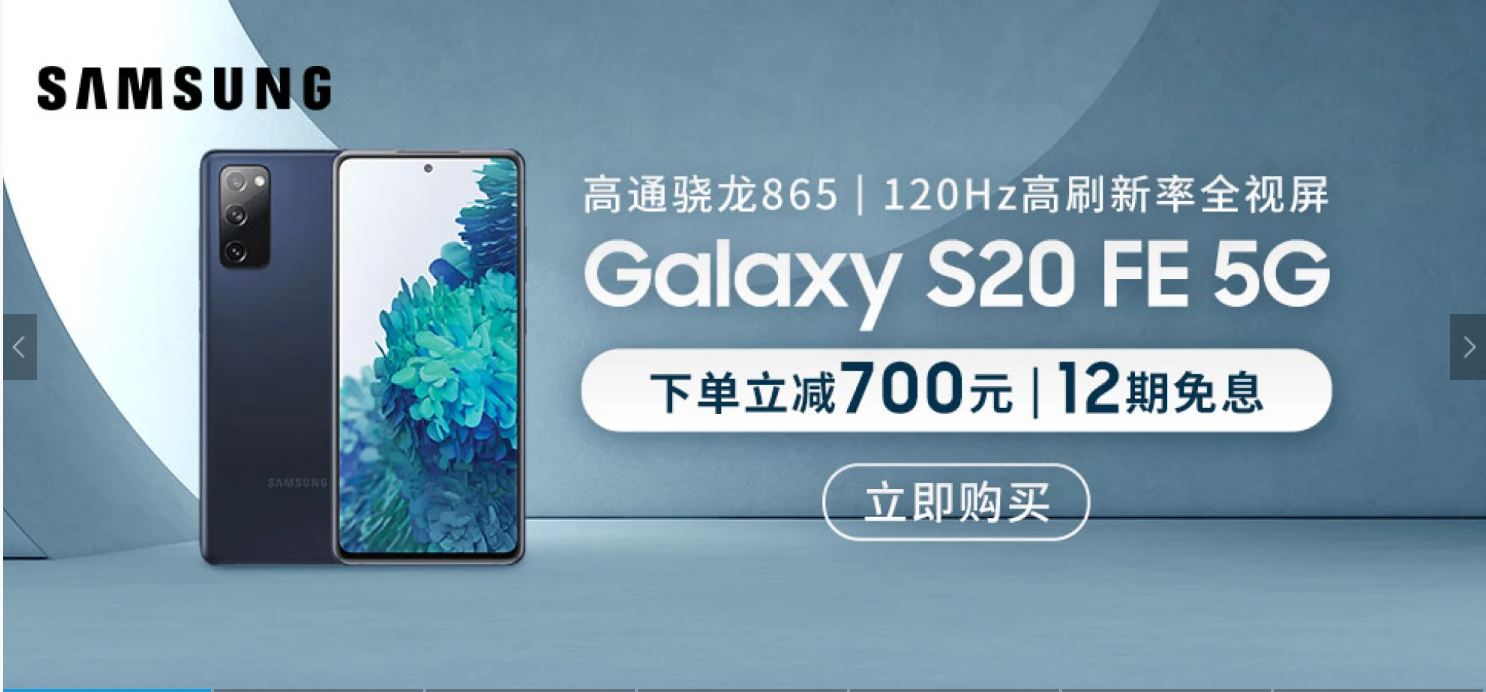 SAMSUNG
高通骁龙865 | 120Hz高刷新率全视屏
Galaxy S20 FE 5G
下单立减700元 | 12期免息
立即购买
SAMSUNG